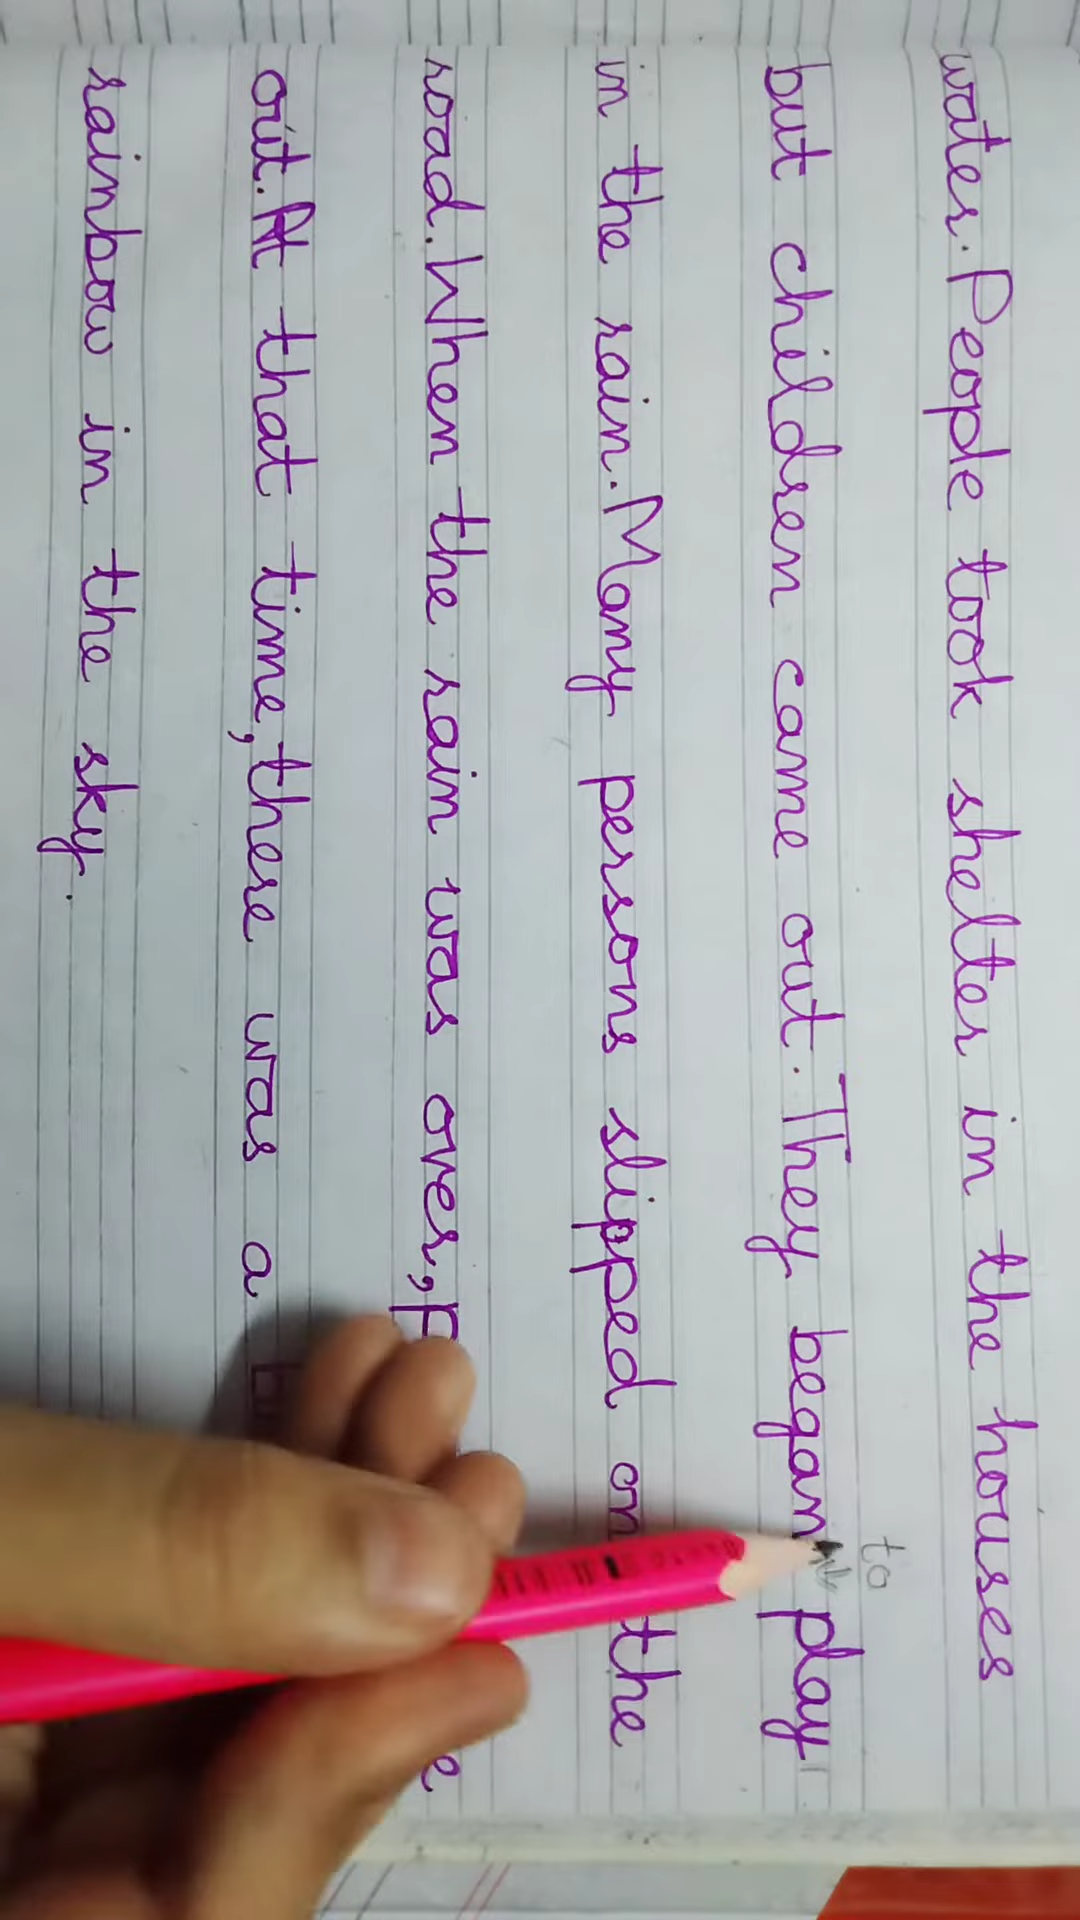 water. People took shelter in the houses
but children came out. They began to play
in the rain. Many persons slipped on the
road. When the rain was over,
out. At that time, there was a
rainbow in the sky.